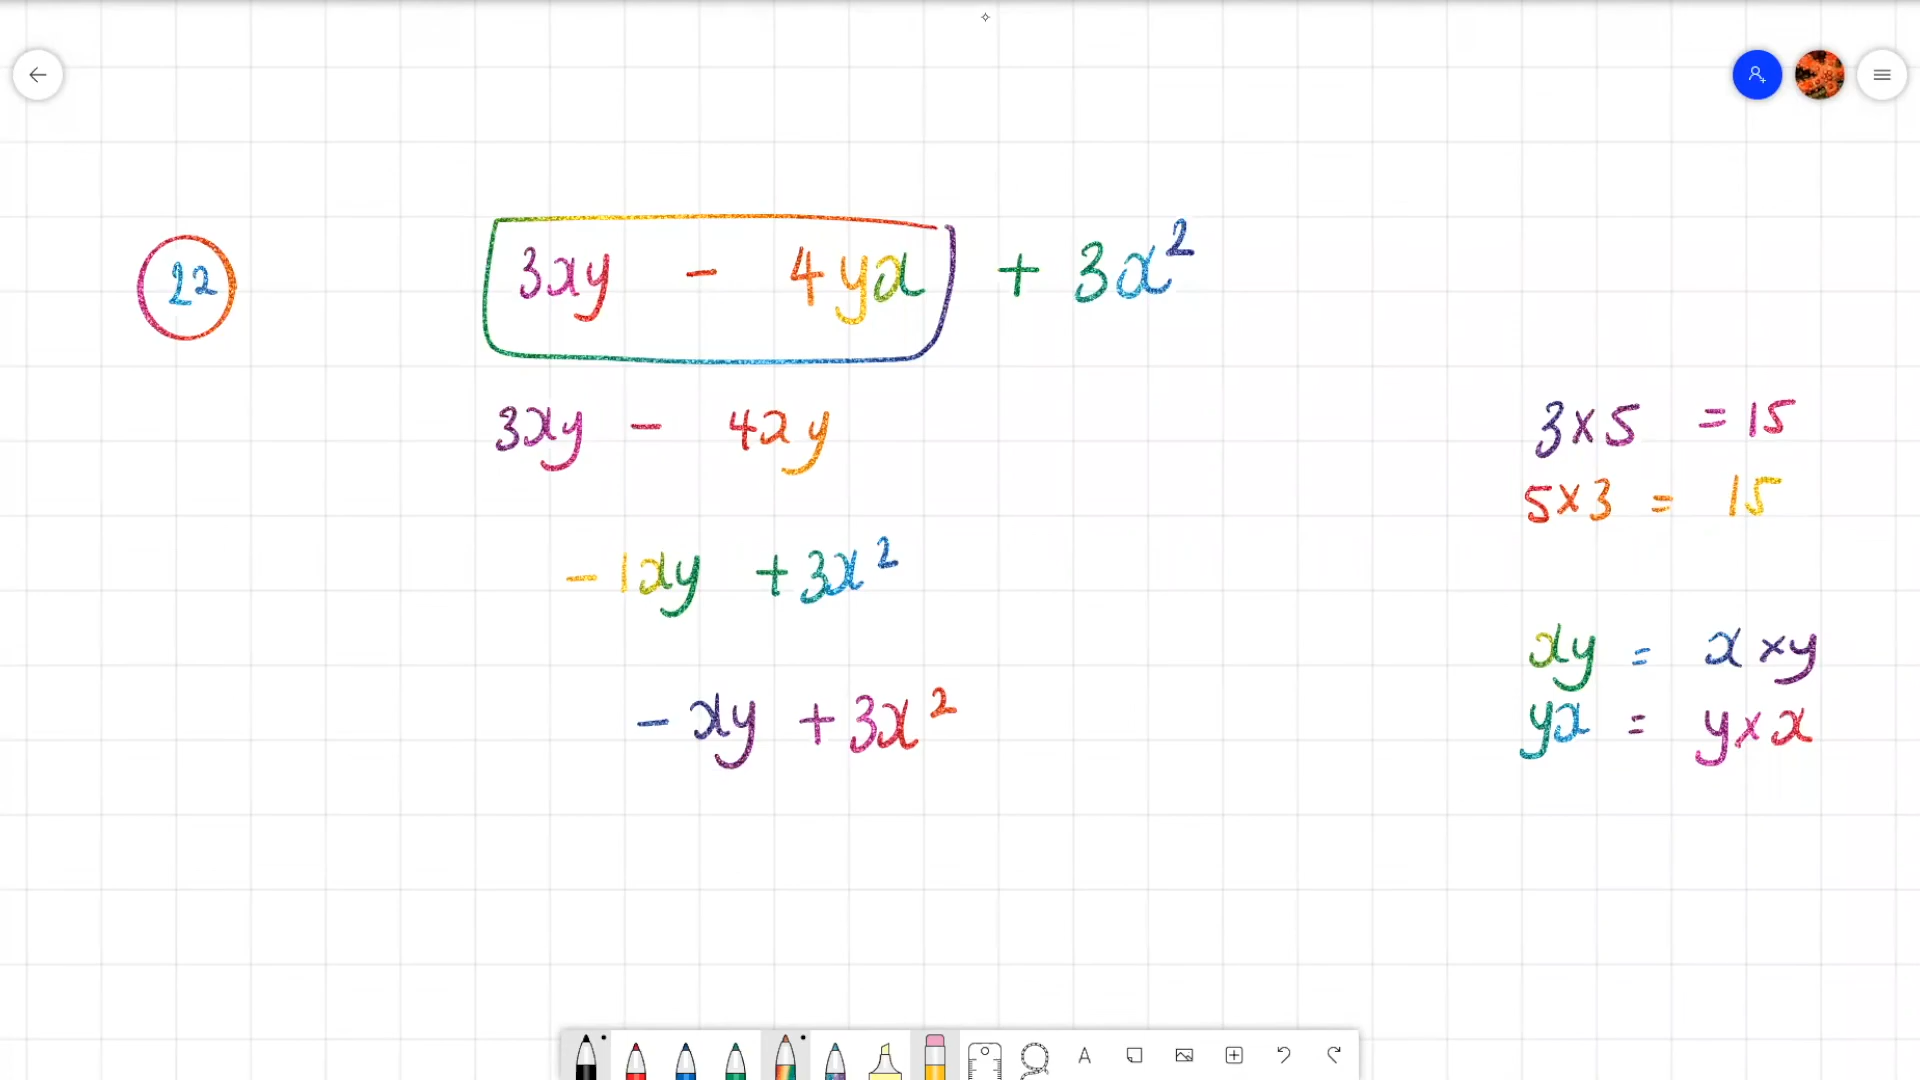 22
3xy - 4yx + 3x²
3xy - 4xy
-1xy + 3x²
-xy + 3x²
3×5 = 15
5×3 = 15
xy = x×y
yx = y×x
A